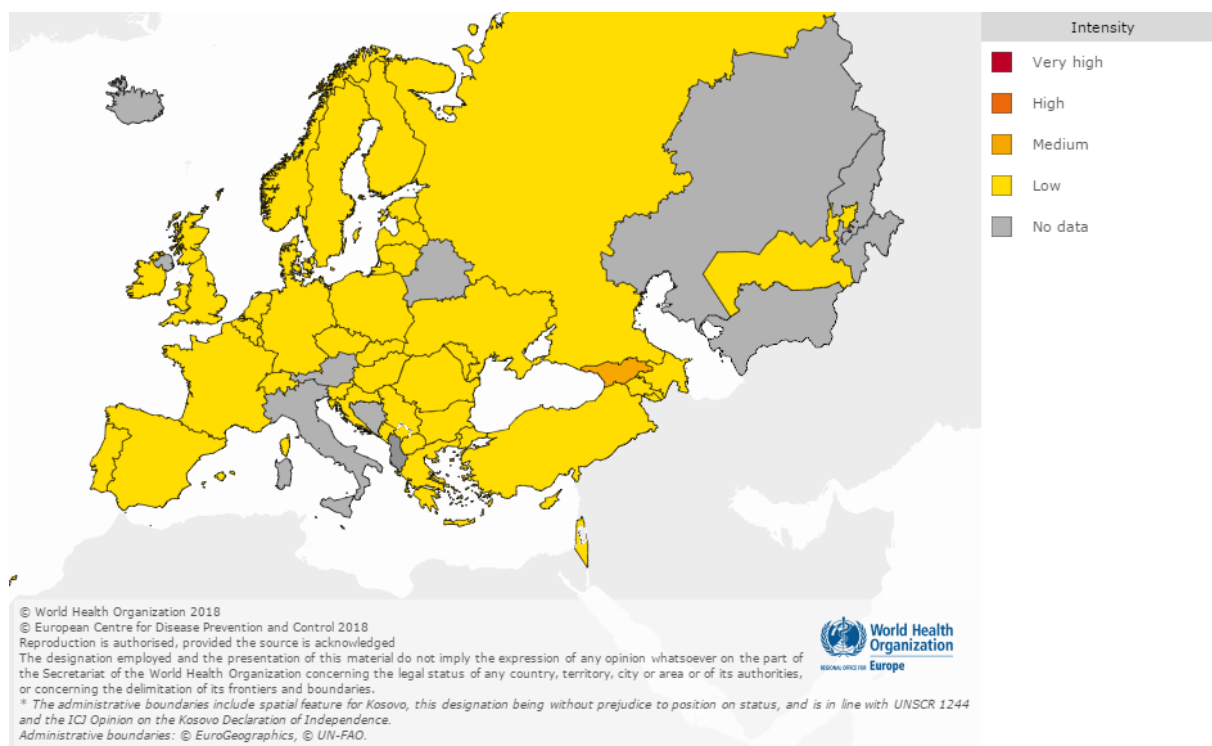 Intensity
Very high
High
Medium
Low
No data
© World Health Organization 2018
© European Centre for Disease Prevention and Control 2018
Reproduction is authorised, provided the source is acknowledged
The designation employed and the presentation of this material do not imply the expression of any opinion whatsoever on the part of
the Secretariat of the World Health Organization concerning the legal status of any country, territory, city or area or of its authorities,
or concerning the delimitation of its frontiers and boundaries.
* The administrative boundaries include spatial feature for Kosovo, this designation being without prejudice to position on status, and is in line with UNSCR 1244
and the ICJ Opinion on the Kosovo Declaration of Independence.
Administrative boundaries: © EuroGeographics, © UN-FAO.
World Health
Organization
REGIONAL OFFICE FOR Europe